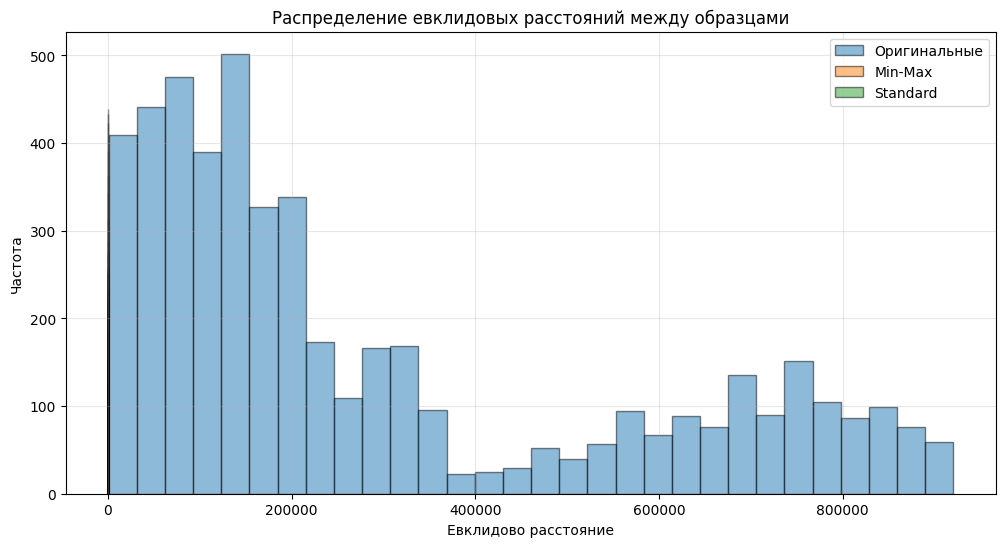 Распределение евклидовых расстояний между образцами
Оригинальные
Min-Max
Standard
500
400
300
200
100
0
Частота
0 200000 400000 600000 800000
Евклидово расстояние